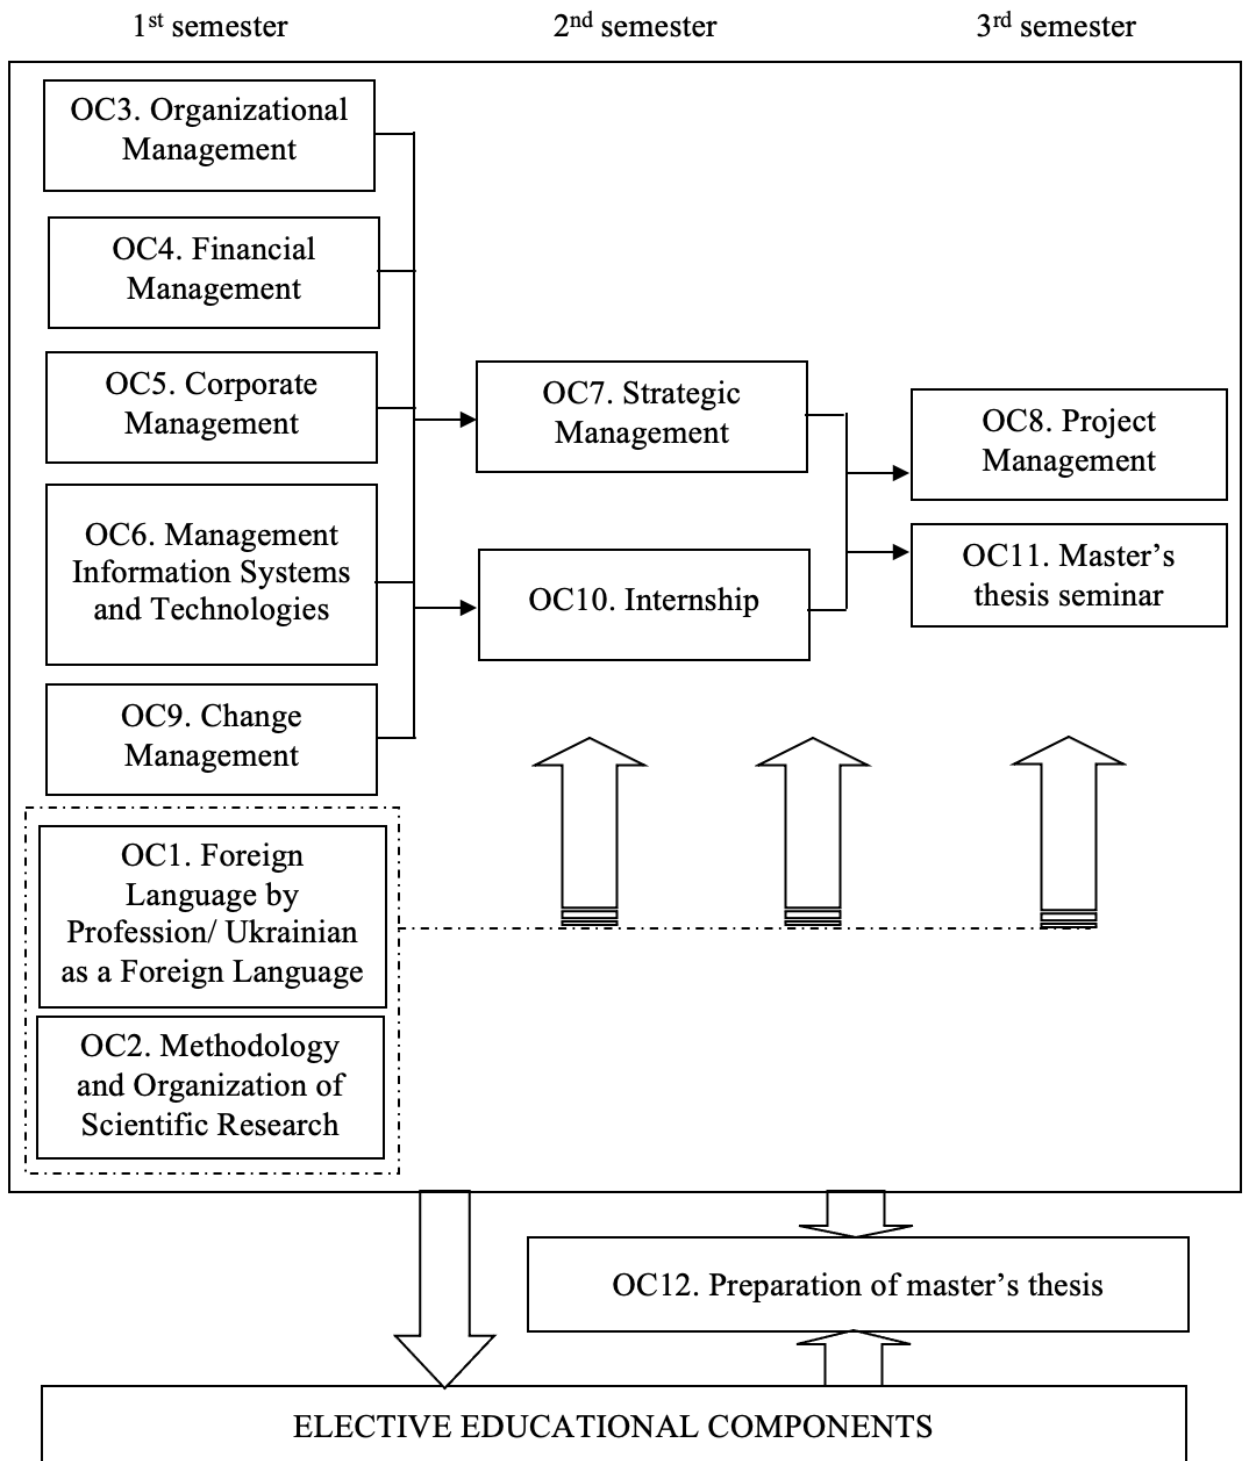 1st semester
2nd semester
3rd semester
OC3. Organizational
Management
OC4. Financial
Management
OC5. Corporate
Management
OC6. Management
Information Systems
and Technologies
OC9. Change
Management
OC1. Foreign
Language by
Profession/ Ukrainian
as a Foreign Language
OC2. Methodology
and Organization of
Scientific Research
OC7. Strategic
Management
OC10. Internship
OC8. Project
Management
OC11. Master’s
thesis seminar
OC12. Preparation of master’s thesis
ELECTIVE EDUCATIONAL COMPONENTS